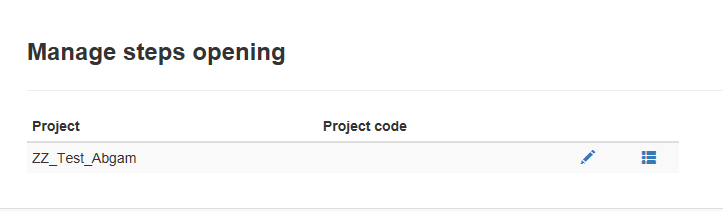 Manage steps opening
Project Project code
ZZ_Test_Abgam